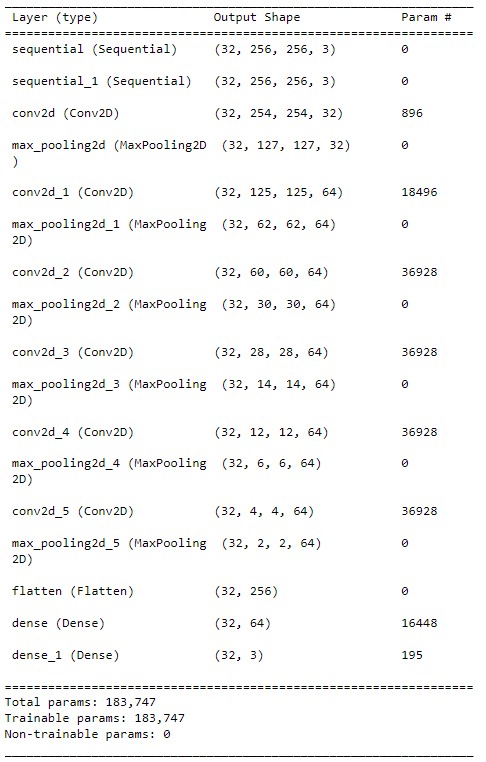 Layer (type) Output Shape Param #
=================================================================
sequential (Sequential) (32, 256, 256, 3) 0
sequential_1 (Sequential) (32, 256, 256, 3) 0
conv2d (Conv2D) (32, 254, 254, 32) 896
max_pooling2d (MaxPooling2D (32, 127, 127, 32) 0
)
conv2d_1 (Conv2D) (32, 125, 125, 64) 18496
max_pooling2d_1 (MaxPooling (32, 62, 62, 64) 0
2D)
conv2d_2 (Conv2D) (32, 60, 60, 64) 36928
max_pooling2d_2 (MaxPooling (32, 30, 30, 64) 0
2D)
conv2d_3 (Conv2D) (32, 28, 28, 64) 36928
max_pooling2d_3 (MaxPooling (32, 14, 14, 64) 0
2D)
conv2d_4 (Conv2D) (32, 12, 12, 64) 36928
max_pooling2d_4 (MaxPooling (32, 6, 6, 64) 0
2D)
conv2d_5 (Conv2D) (32, 4, 4, 64) 36928
max_pooling2d_5 (MaxPooling (32, 2, 2, 64) 0
2D)
flatten (Flatten) (32, 256) 0
dense (Dense) (32, 64) 16448
dense_1 (Dense) (32, 3) 195
=================================================================
Total params: 183,747
Trainable params: 183,747
Non-trainable params: 0